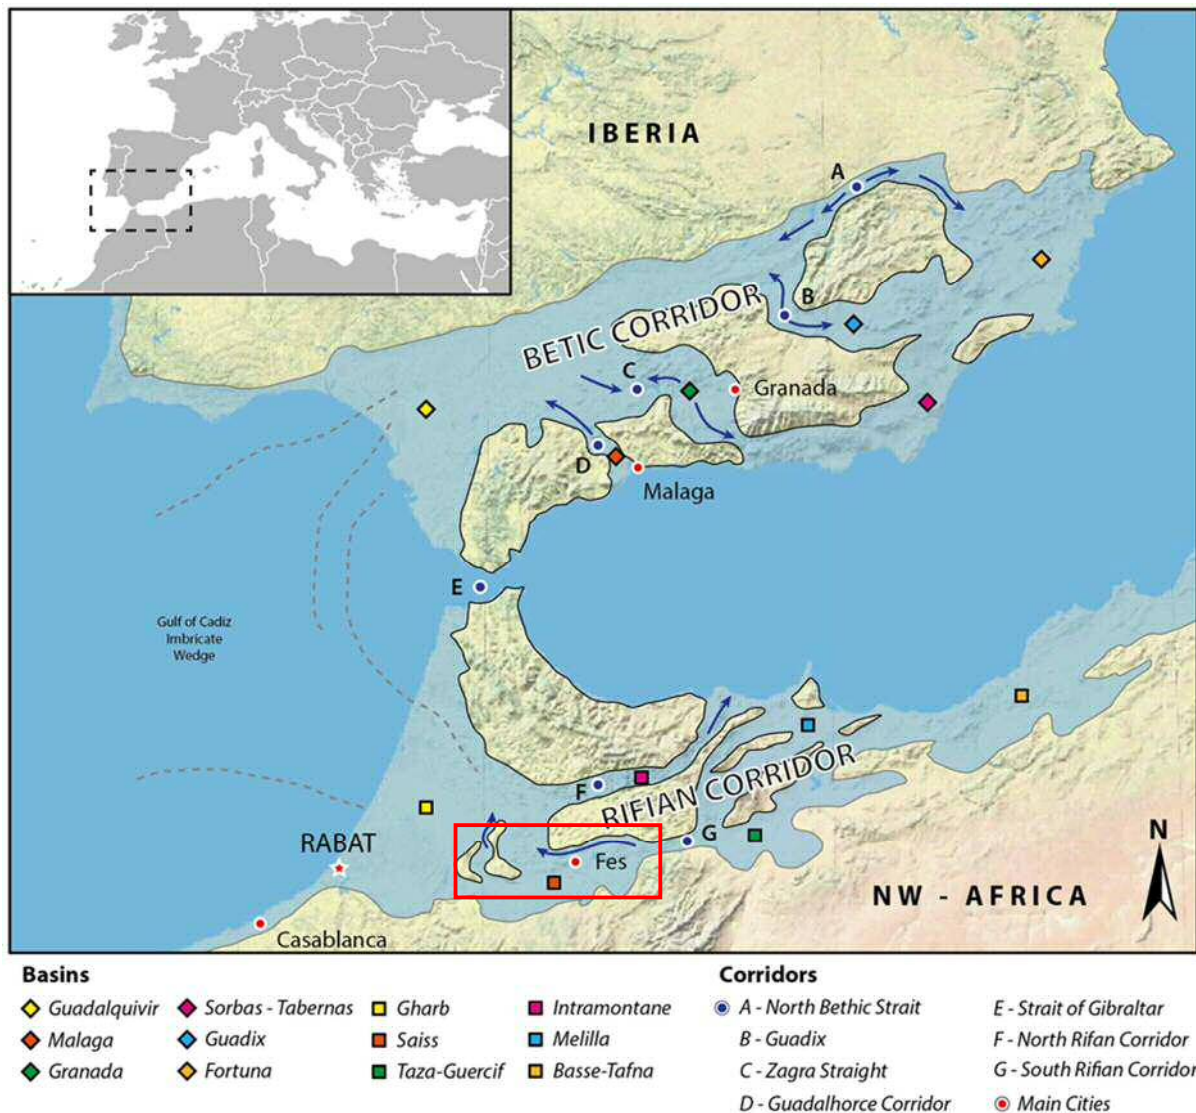 IBERIA
A
B
BETIC CORRIDOR
C
Granada
D
Malaga
E
Gulf of Cadiz
Imbricate
Wedge
F
RIFIAN CORRIDOR
G
RABAT
Fes
N
NW - AFRICA
Casablanca
Basins
Guadalquivir
Sorbas - Tabernas
Gharb
Intramontane
Malaga
Guadix
Saiss
Melilla
Granada
Fortuna
Taza-Guercif
Basse-Tafna
Corridors
A - North Bethic Strait
E - Strait of Gibraltar
B - Guadix
F - North Rifan Corridor
C - Zagra Straight
G - South Rifian Corridor
D - Guadalhorce Corridor
Main Cities